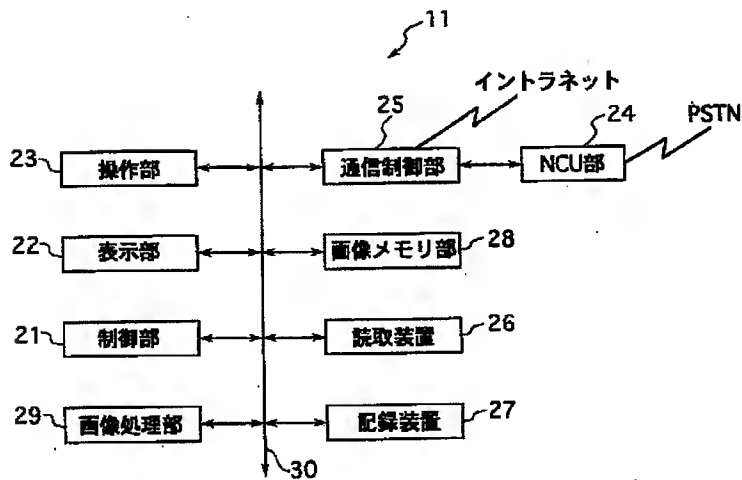 11
イントラネット
25
24
PSTN
23
操作部
通信制御部
NCU部
22
表示部
画像メモリ部
28
21
制御部
読取装置
26
29
画像処理部
記録装置
27
30